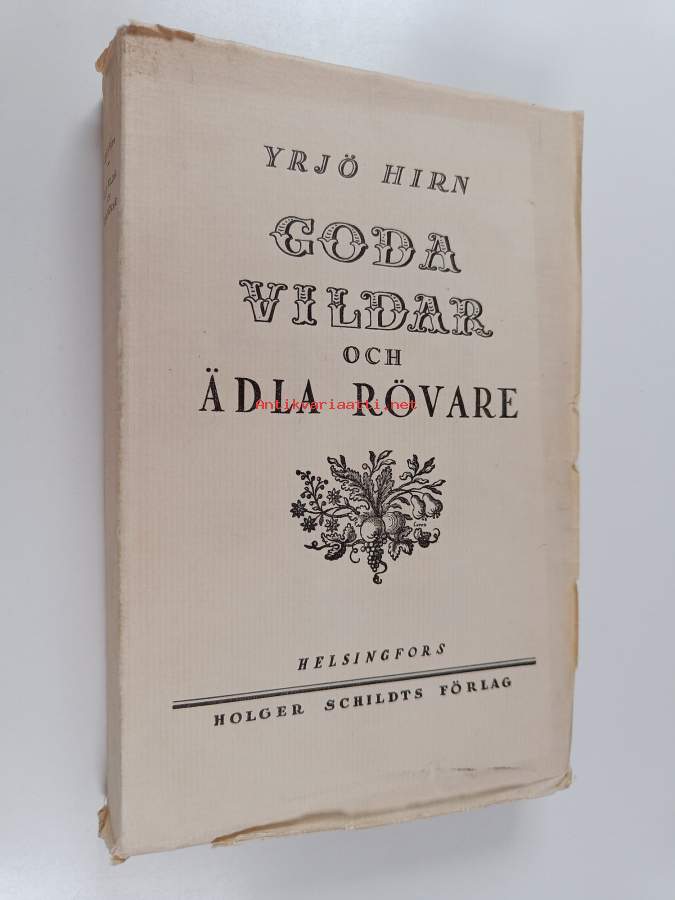 YRJÖ HIRN
GODA
VILDAR
OCH
ÄDLA RÖVARE
Antikvariaatti.net
HELSINGFORS
HOLGER SCHILDTS FÖRLAG